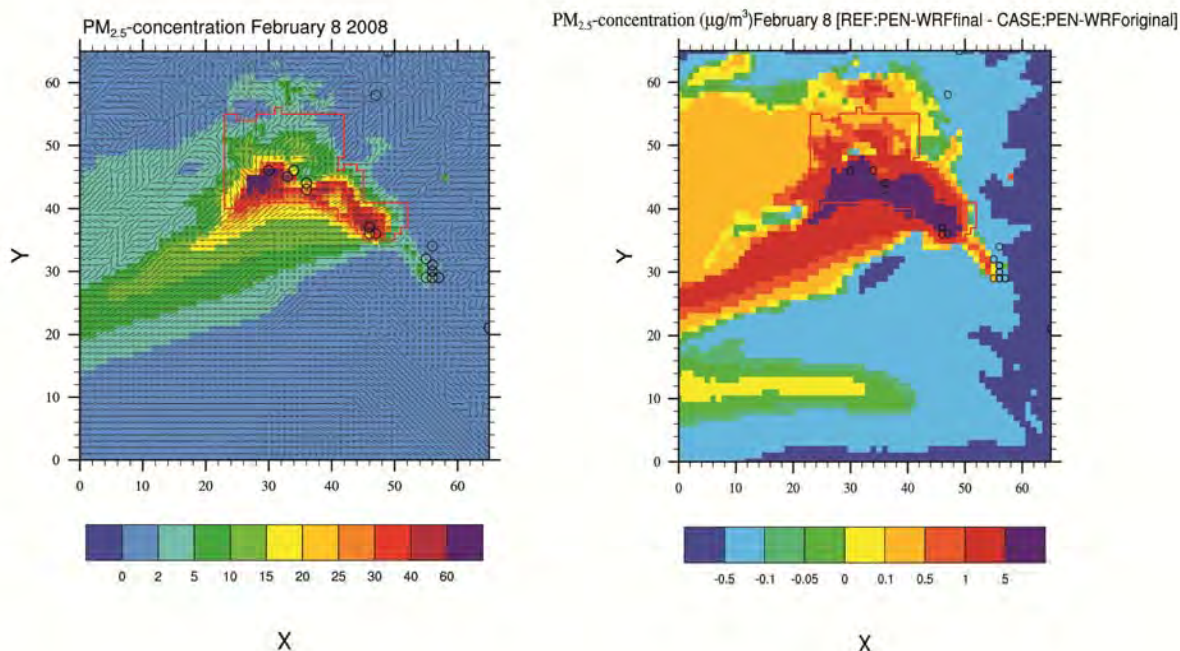 PM2.5-concentration February 8 2008
60
50
40
30
20
10
0
Y
0 10 20 30 40 50 60
0 2 5 10 15 20 25 30 40 60
X
PM2.5-concentration (µg/m3)February 8 [REF:PEN-WRFfinal - CASE:PEN-WRForiginal]
60
50
40
30
20
10
0
Y
0 10 20 30 40 50 60
-0.5 -0.1 -0.05 0 0.1 0.5 1 5
X